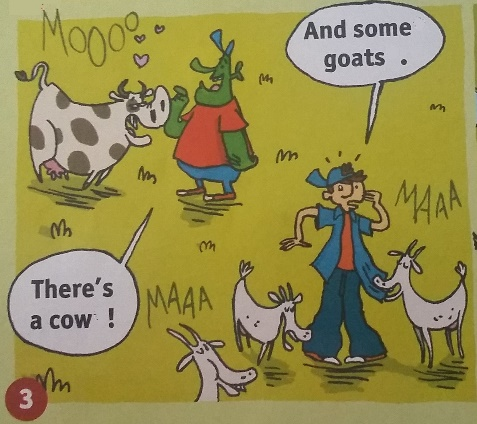 MOOOO
And some
goats .
There's
a cow !
MAAA
MAAA
3